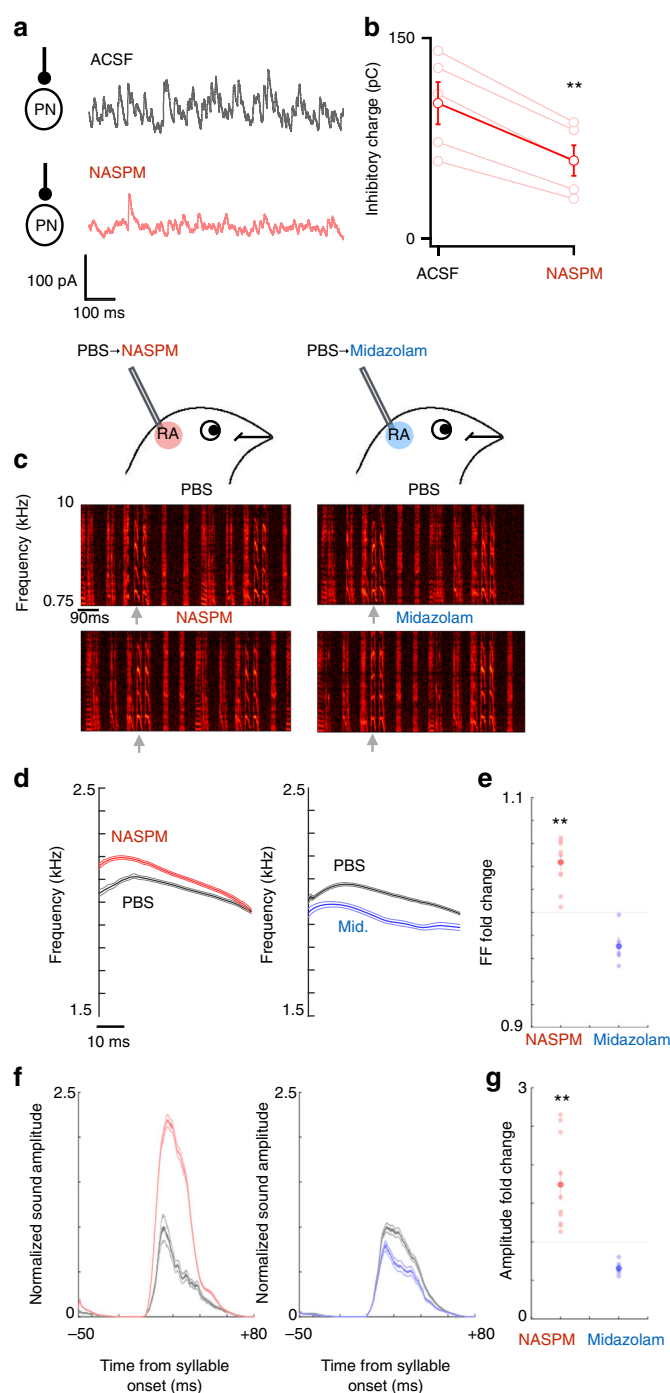 a
PN
ACSF
PN
NASPM
100 pA
100 ms
b
150
Inhibitory charge (pC)
0
**
ACSF
NASPM
PBS→NASPM
PBS→Midazolam
RA
RA
c
PBS
PBS
10
Frequency (kHz)
0.75
90ms
NASPM
Midazolam
d
2.5
Frequency (kHz)
1.5
NASPM
PBS
10 ms
2.5
Frequency (kHz)
1.5
PBS
Mid.
e
1.1
FF fold change
0.9
**
NASPM
Midazolam
f
2.5
Normalized sound amplitude
0
–50
+80
Time from syllable
onset (ms)
2.5
Normalized sound amplitude
0
–50
+80
Time from syllable
onset (ms)
g
3
Amplitude fold change
0
**
NASPM
Midazolam